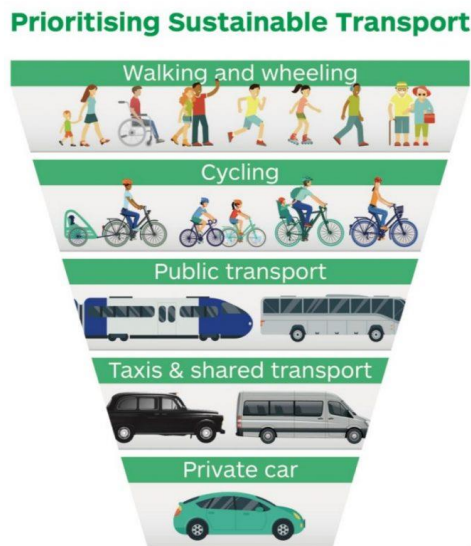 Prioritising Sustainable Transport
Walking and wheeling
Cycling
Public transport
Taxis & shared transport
Private car